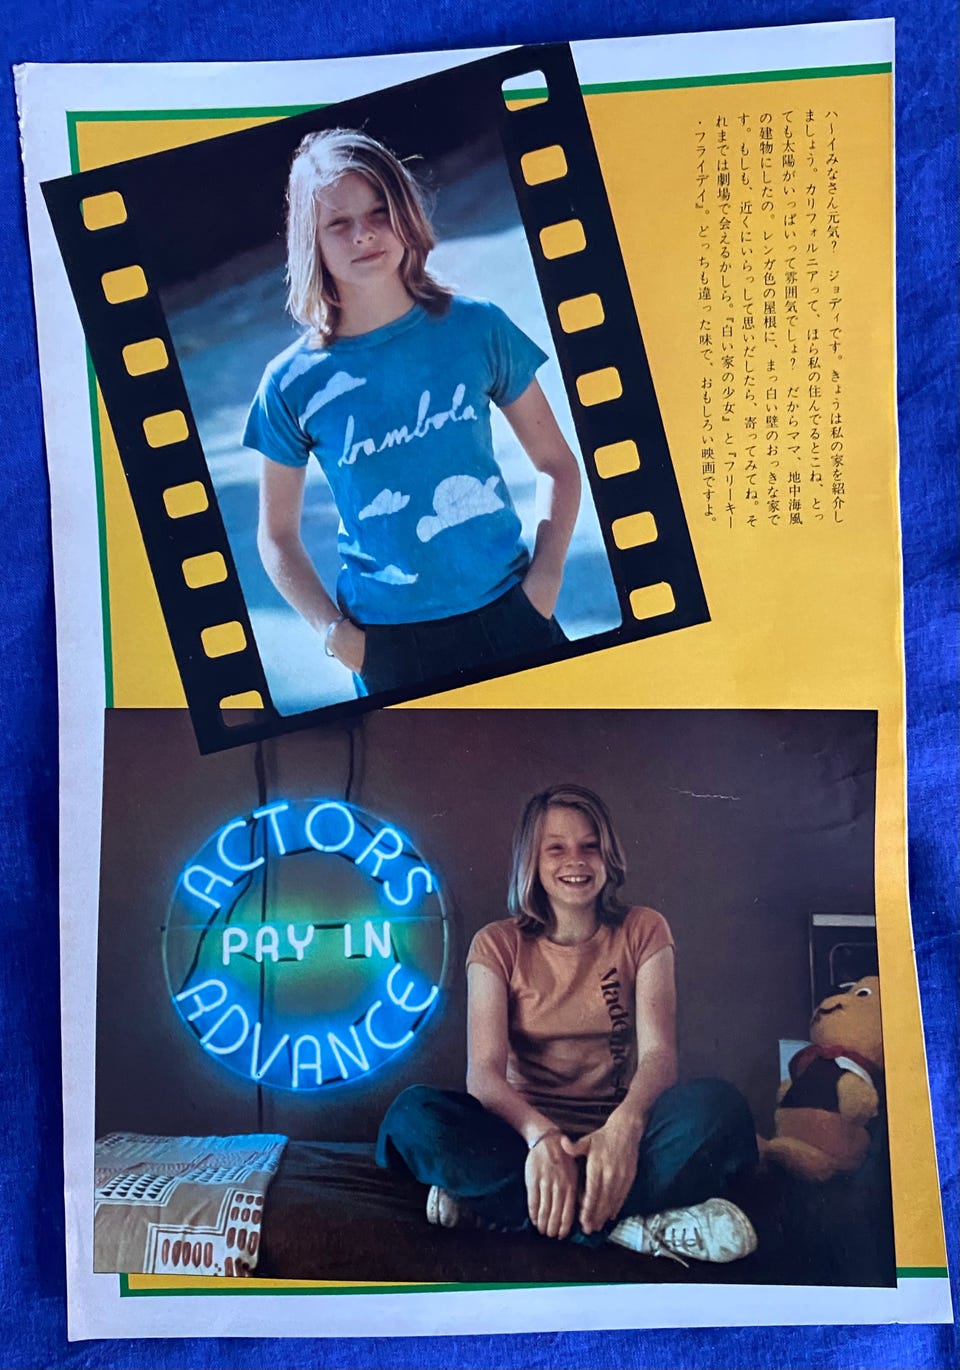 ハーイみなさん元気? ジョディです。きょうは私の家を紹介し
ましょう。カリフォルニアって、ほら私の住んでるとこね、とっ
ても太陽がいっぱいって雰囲気でしょ? だからママ、地中海風
の建物にしたの。レンガ色の屋根に、まっ白い壁のおっきな家で
す。もしも、近くにいらっして思いだしたら、寄ってみてね。そ
れまでは劇場で会えるかしら。『白い家の少女』と『フリーキー
・フライデイ』。どっちも違った味で、おもしろい映画ですよ。
bambola
ACTORS
PAY IN
ADVANCE